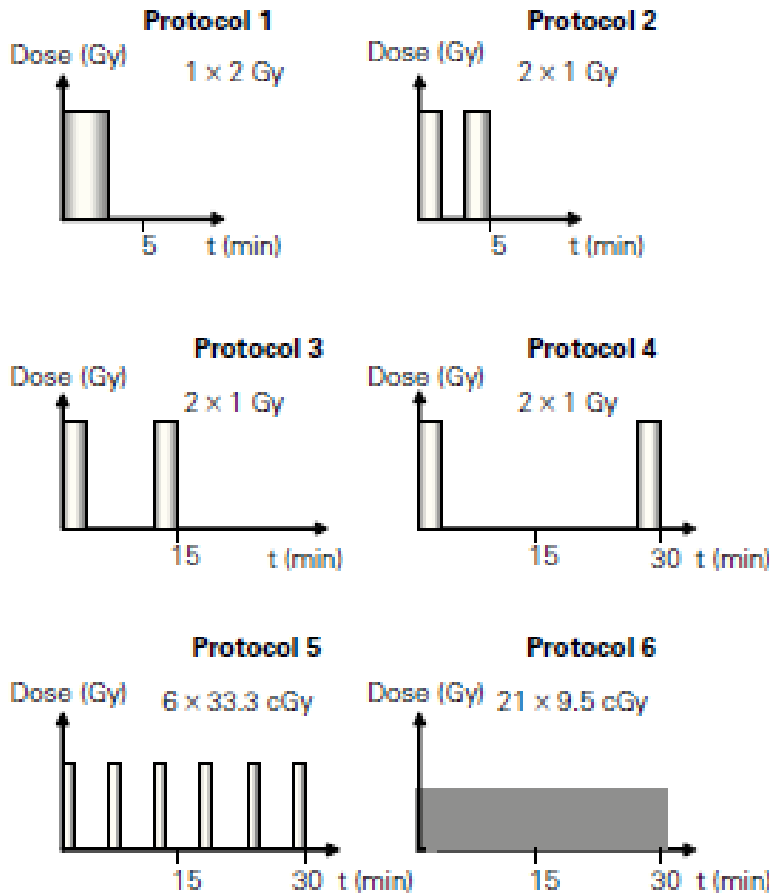 Protocol 1
Dose (Gy)
1 × 2 Gy
5
t (min)
Protocol 2
Dose (Gy)
2 × 1 Gy
5
t (min)
Protocol 3
Dose (Gy)
2 × 1 Gy
15
t (min)
Protocol 4
Dose (Gy)
2 × 1 Gy
15
30
t (min)
Protocol 5
Dose (Gy)
6 × 33.3 cGy
15
30
t (min)
Protocol 6
Dose (Gy)
21 × 9.5 cGy
15
30
t (min)